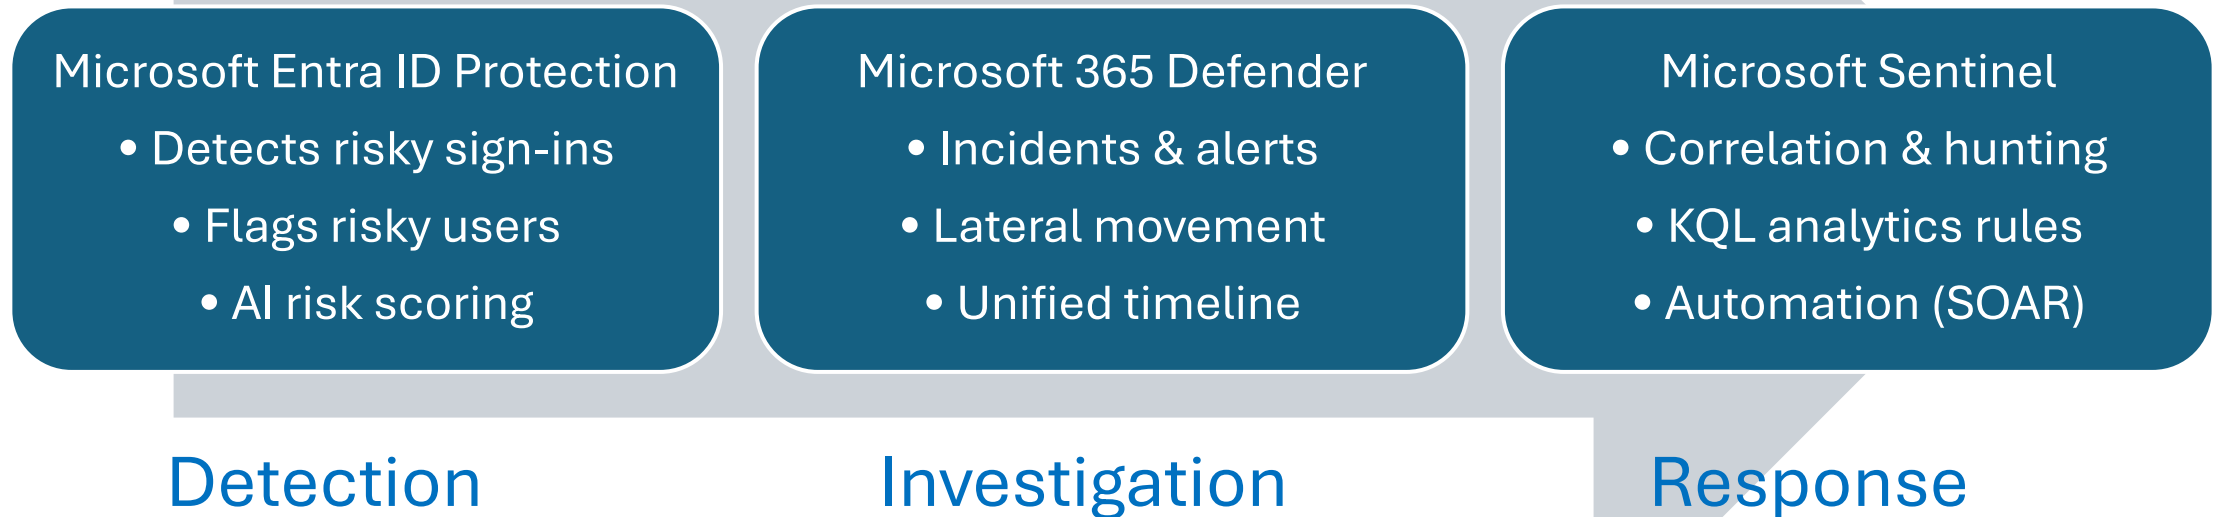 Microsoft Entra ID Protection
• Detects risky sign-ins
• Flags risky users
• AI risk scoring
Microsoft 365 Defender
• Incidents & alerts
• Lateral movement
• Unified timeline
Microsoft Sentinel
• Correlation & hunting
• KQL analytics rules
• Automation (SOAR)
Detection
Investigation
Response